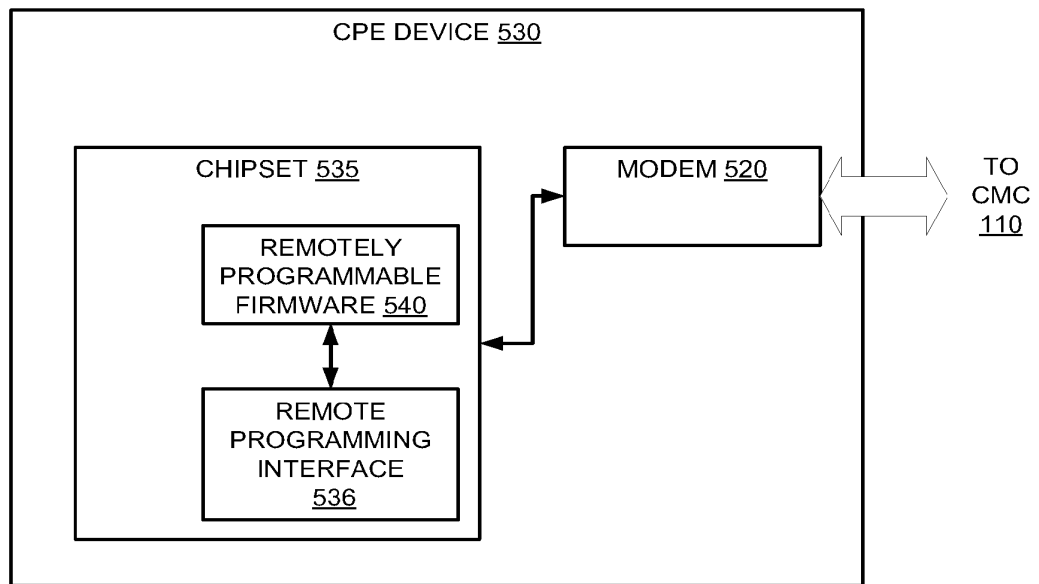 CPE DEVICE 530
CHIPSET 535
MODEM 520
TO
CMC
110
REMOTELY
PROGRAMMABLE
FIRMWARE 540
REMOTE
PROGRAMMING
INTERFACE
536